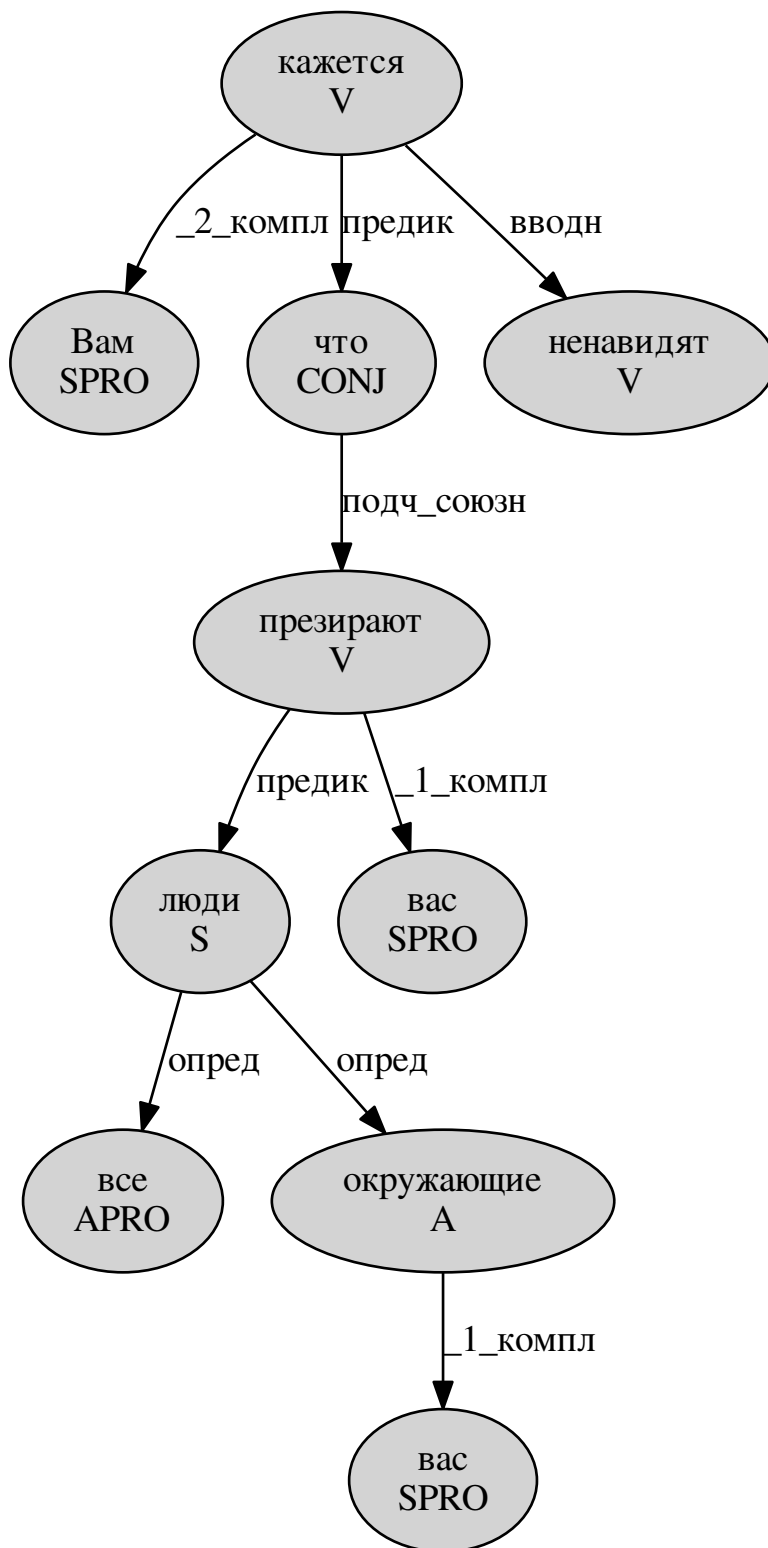 кажется
V
_2_компл
предик
вводн
Вам
SPRO
что
CONJ
ненавидят
V
подч_союзн
презирают
V
предик
_1_компл
люди
S
вас
SPRO
опред
опред
все
APRO
окружающие
A
_1_компл
вас
SPRO